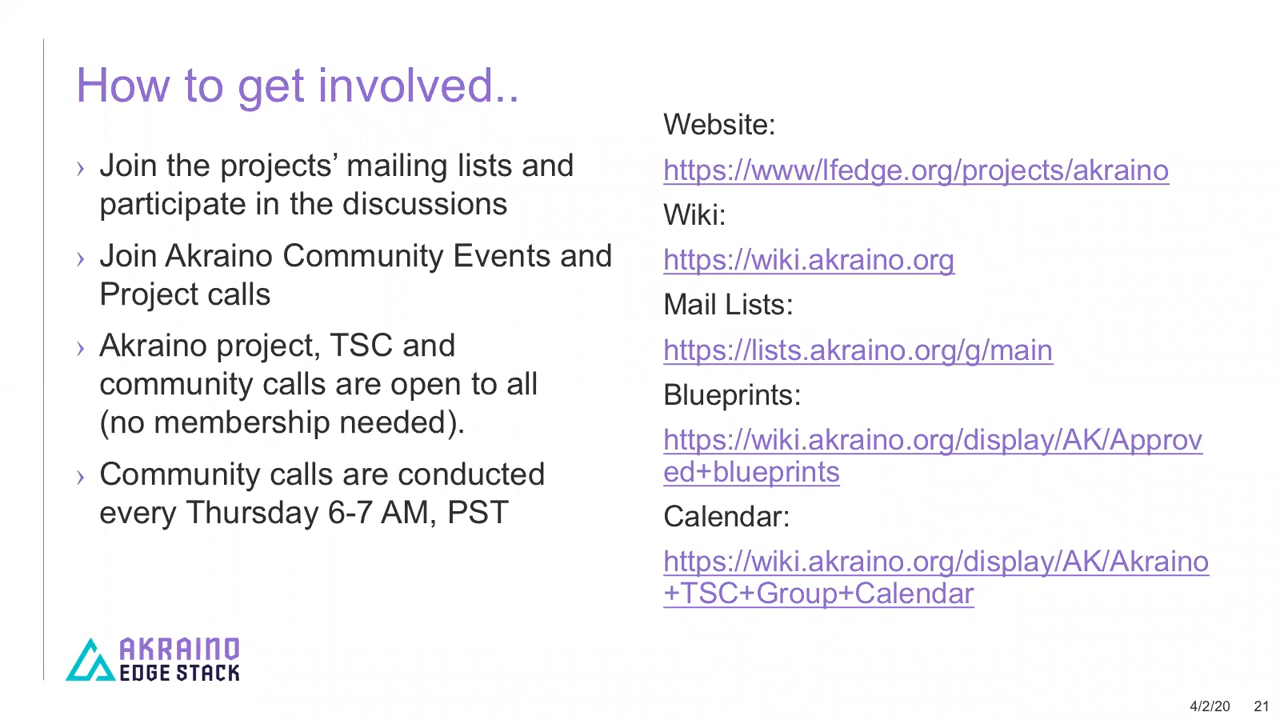 How to get involved..
› Join the projects’ mailing lists and
participate in the discussions
› Join Akraino Community Events and
Project calls
› Akraino project, TSC and
community calls are open to all
(no membership needed).
› Community calls are conducted
every Thursday 6-7 AM, PST
Website:
https://www/lfedge.org/projects/akraino
Wiki:
https://wiki.akraino.org
Mail Lists:
https://lists.akraino.org/g/main
Blueprints:
https://wiki.akraino.org/display/AK/Approv
ed+blueprints
Calendar:
https://wiki.akraino.org/display/AK/Akraino
+TSC+Group+Calendar
AKRAINO
EDGE STACK
4/2/20 21